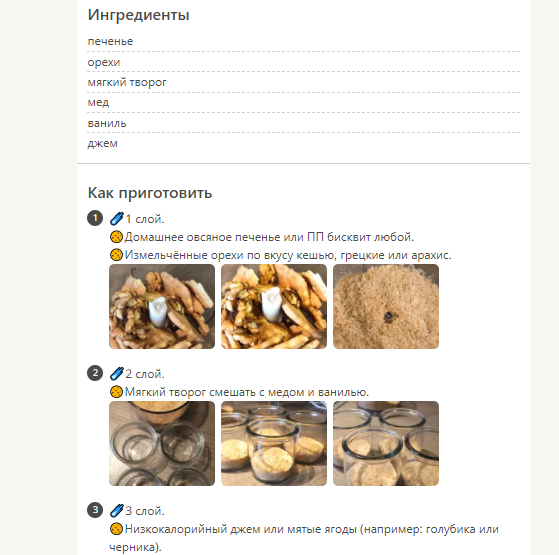 Ингредиенты
печенье
орехи
мягкий творог
мед
ваниль
джем
Как приготовить
1 1 слой.
Домашнее овсяное печенье или ПП бисквит любой.
Измельчённые орехи по вкусу кешью, грецкие или арахис.
2 2 слой.
Мягкий творог смешать с медом и ванилью.
3 3 слой.
Низкокалорийный джем или мятые ягоды (например: голубика или
черника).